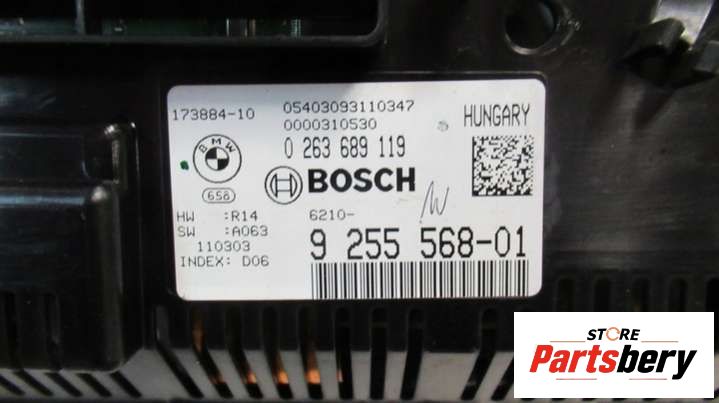 173884-10
05403093110347
0000310530
HUNGARY
BMW
0 263 689 119
BOSCH
658
HW :R14
SW :A063
110303
INDEX: D06
6210-
9 255 568-01
STORE
Partsbery